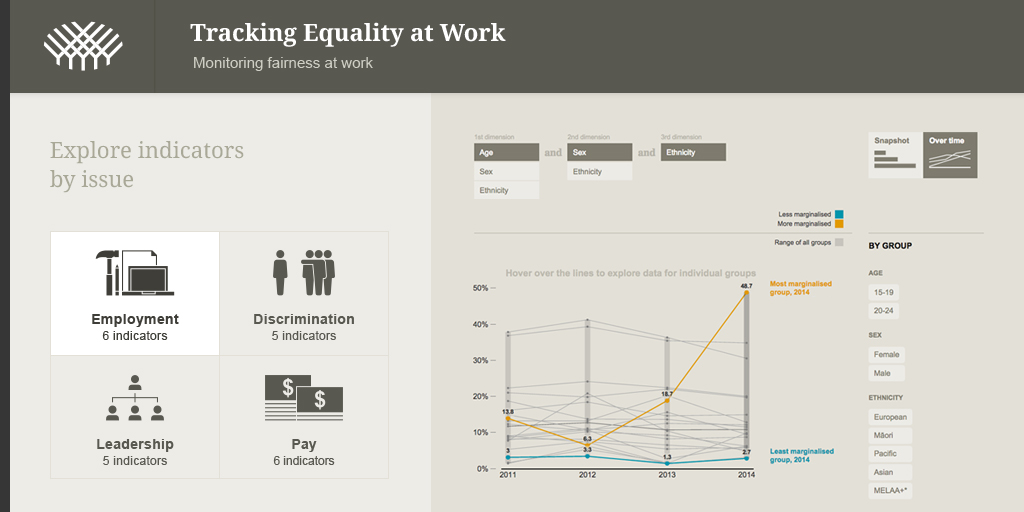 Tracking Equality at Work
Monitoring fairness at work
Explore indicators
by issue
Employment
6 indicators
Discrimination
5 indicators
Leadership
5 indicators
$
$
Pay
6 indicators
1st dimension
2nd dimension
3rd dimension
Age and Sex and Ethnicity
Sex
Ethnicity
Ethnicity
Snapshot
Over time
Less marginalised
More marginalised
Range of all groups
Hover over the lines to explore data for individual groups
50%
40%
30%
20%
10%
0%
13.8
6.3
18.7
48.7
3
3.3
1.3
2.7
2011
2012
2013
2014
Most marginalised
group, 2014
Least marginalised
group, 2014
BY GROUP
AGE
15-19
20-24
SEX
Female
Male
ETHNICITY
European
Māori
Pacific
Asian
MELAA+*